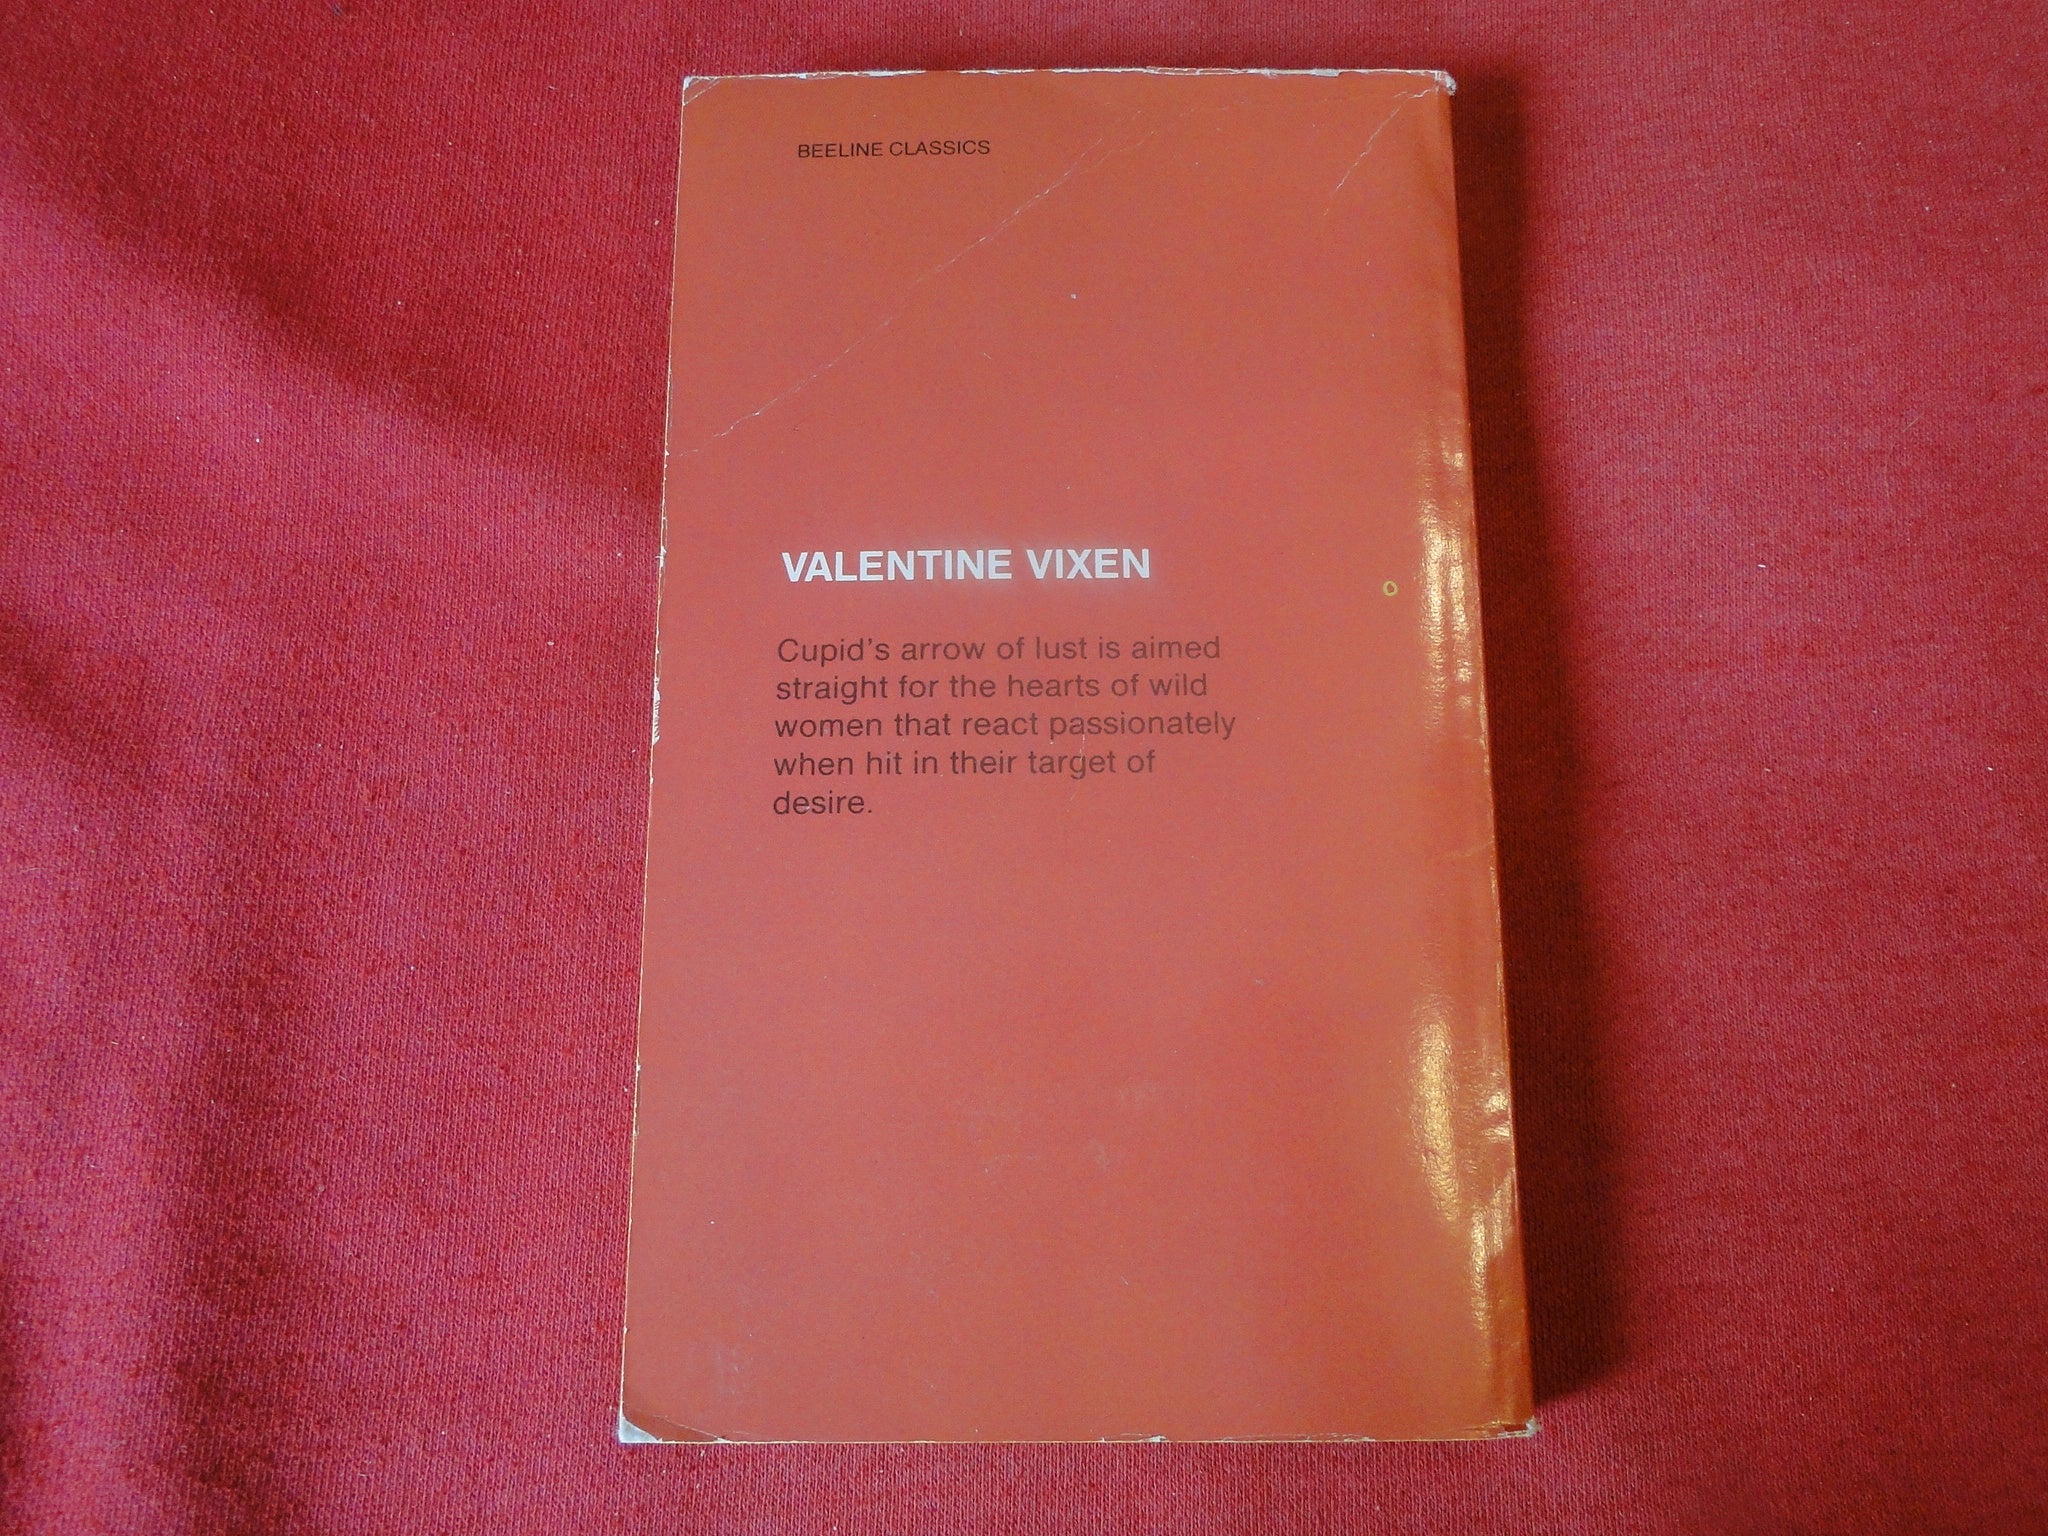 BEELINE CLASSICS
VALENTINE VIXEN
Cupid's arrow of lust is aimed
straight for the hearts of wild
women that react passionately
when hit in their target of
desire.